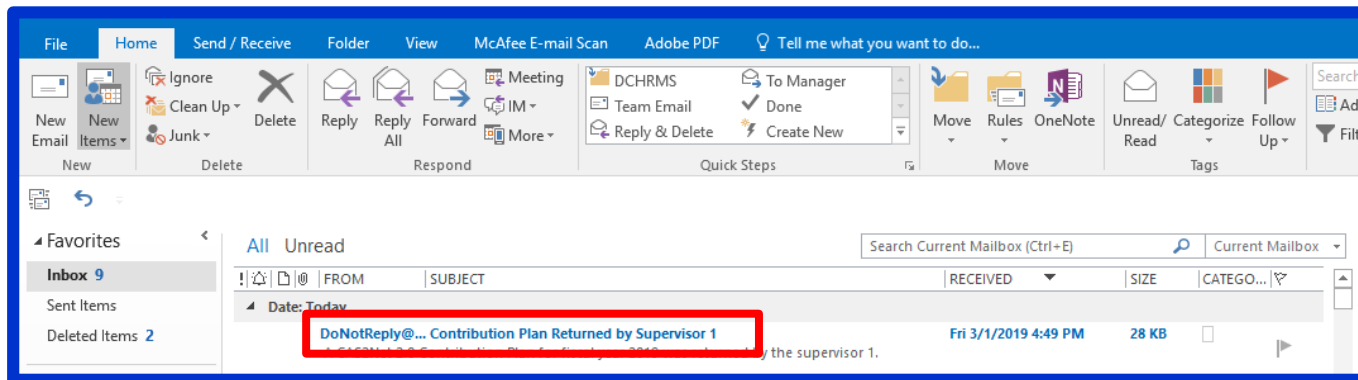 File Home Send / Receive Folder View McAfee E-mail Scan Adobe PDF Tell me what you want to do...
New Email
New Items
Ignore
Clean Up
Junk
Delete
Reply
Reply All
Forward
Meeting
IM
More
DCHRMS
Team Email
Reply & Delete
To Manager
Done
Create New
Move
Rules
OneNote
Unread/ Read
Categorize
Follow Up
Search
New Delete Respond Quick Steps Move Tags
Favorites
Inbox 9
Sent Items
Deleted Items 2
All Unread
Search Current Mailbox (Ctrl+E) Current Mailbox
! FROM SUBJECT RECEIVED SIZE CATEGO...
Date: Today
DoNotReply@... Contribution Plan Returned by Supervisor 1 Fri 3/1/2019 4:49 PM 28 KB
by the supervisor 1.